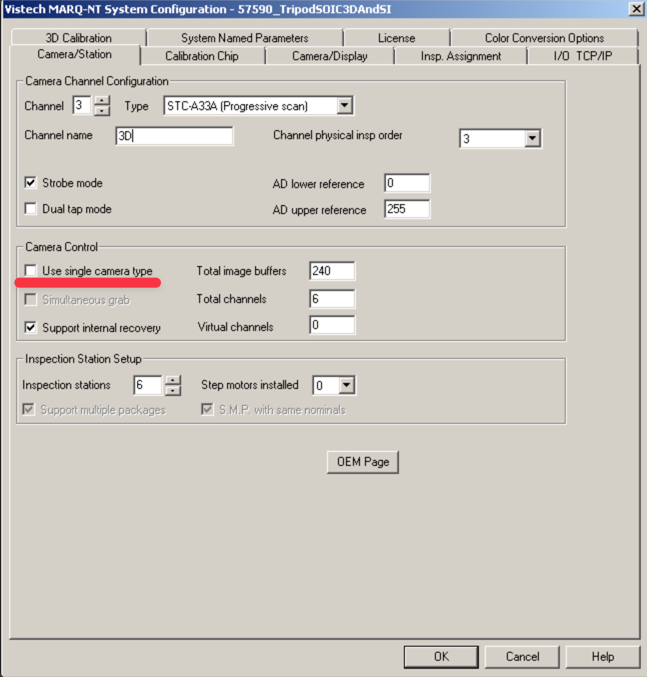 Vistech MARQ-NT System Configuration - 57590_TripodSOIC3DAndSI
3D Calibration System Named Parameters License Color Conversion Options
Camera/Station Calibration Chip Camera/Display Insp. Assignment I/O TCP/IP
Camera Channel Configuration
Channel 3 Type STC-A33A (Progressive scan)
Channel name 3D Channel physical insp order 3
Strobe mode AD lower reference 0
Dual tap mode AD upper reference 255
Camera Control
Use single camera type Total image buffers 240
Simultaneous grab Total channels 6
Support internal recovery Virtual channels 0
Inspection Station Setup
Inspection stations 6 Step motors installed 0
Support multiple packages S.M.P. with same nominals
OEM Page
OK Cancel Help